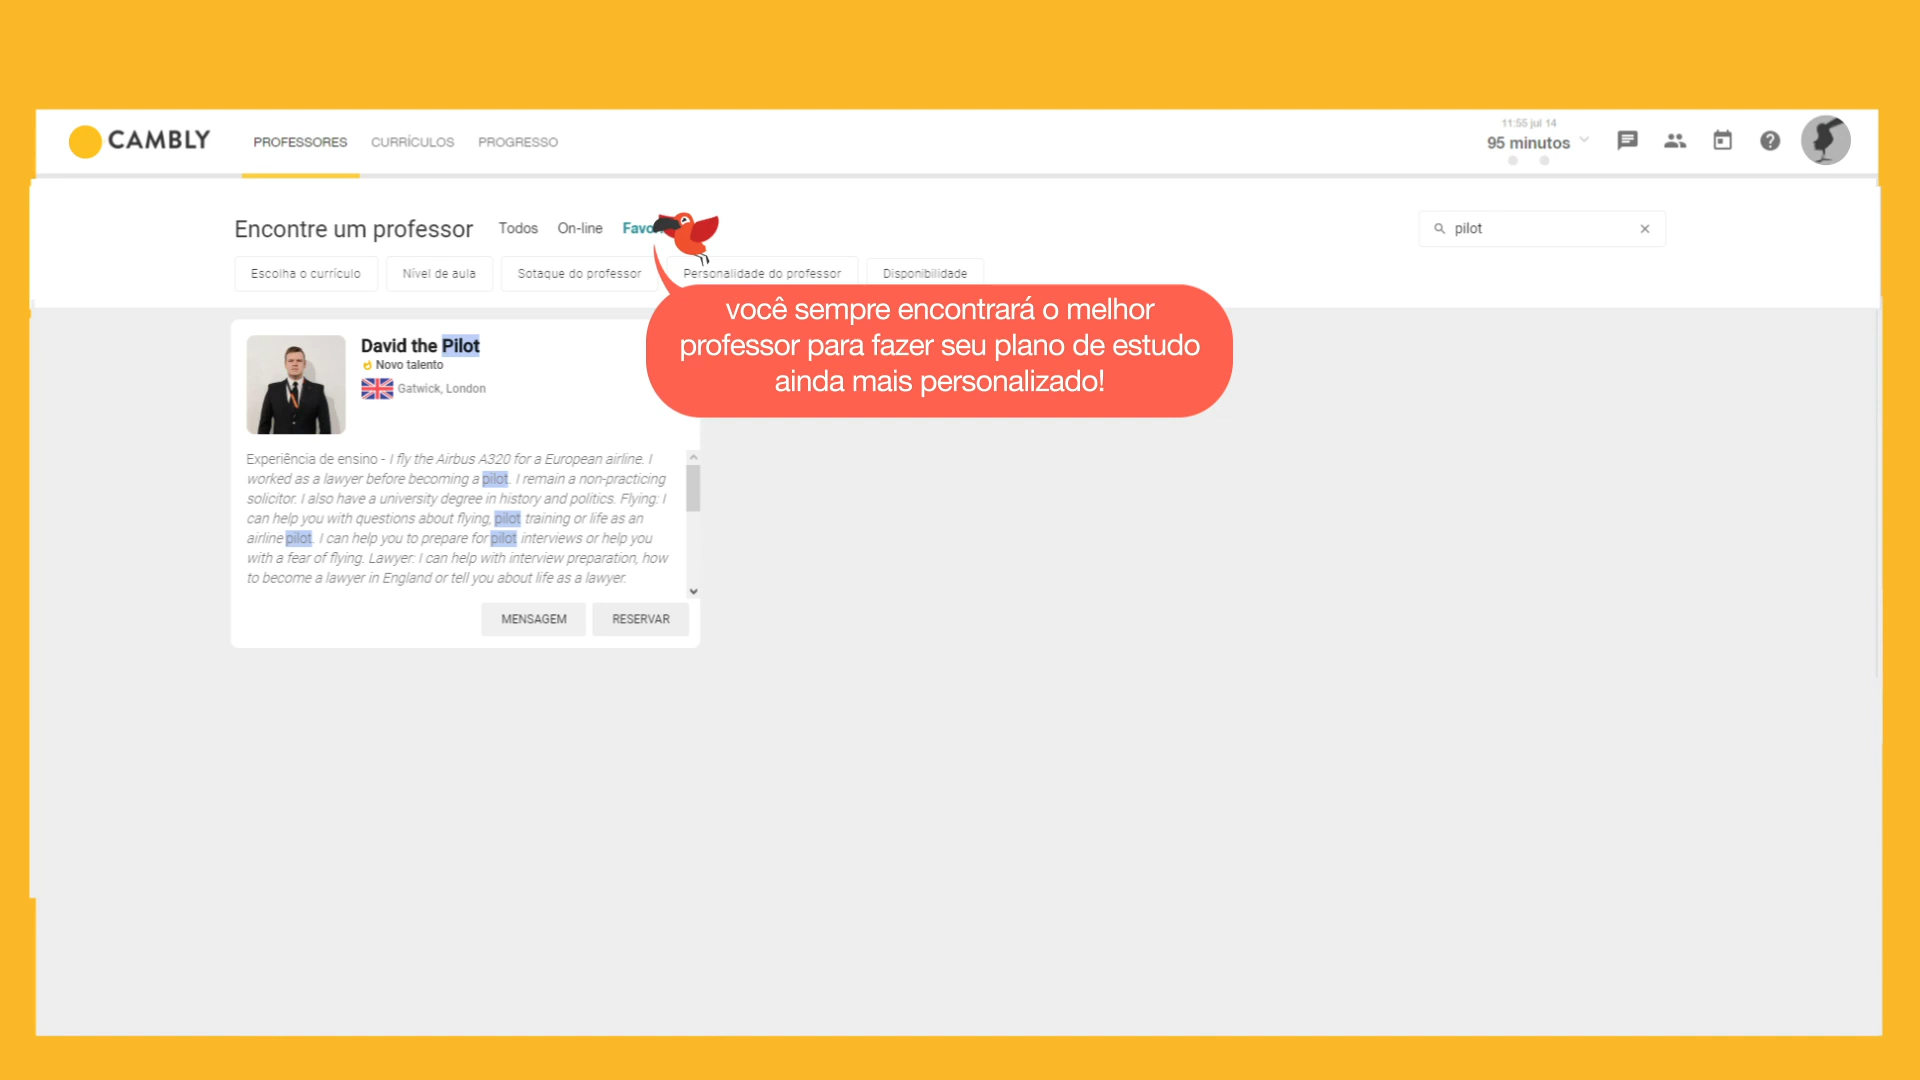 CAMBLY
PROFESSORES
CURRÍCULOS
PROGRESSO
11:55 jul 14
95 minutos
Encontre um professor
Todos
On-line
pilot
Escolha o currículo
Nível de aula
Sotaque do professor
Personalidade do professor
Disponibilidade
você sempre encontrará o melhor
professor para fazer seu plano de estudo
ainda mais personalizado!
David the Pilot
Novo talento
Gatwick, London
Experiência de ensino - I fly the Airbus A320 for a European airline. I
worked as a lawyer before becoming a pilot. I remain a non-practicing
solicitor. I also have a university degree in history and politics. Flying: I
can help you with questions about flying, pilot training or life as an
airline pilot. I can help you to prepare for pilot interviews or help you
with a fear of flying. Lawyer: I can help with interview preparation, how
to become a lawyer in England or tell you about life as a lawyer.
MENSAGEM
RESERVAR